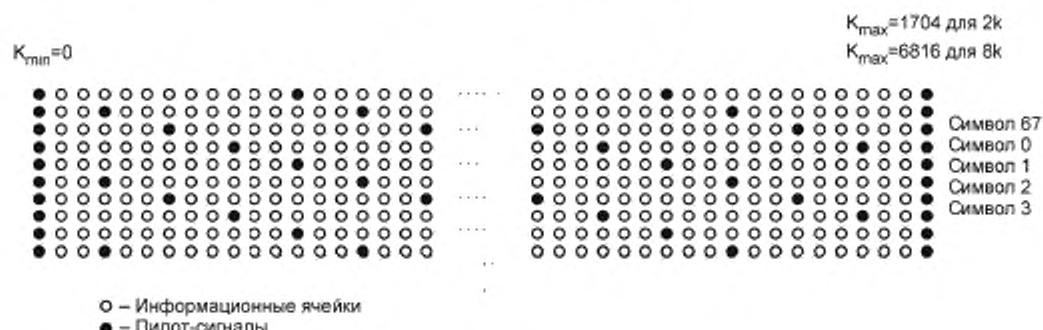 Kmax=1704 для 2k
Kmin=0
Kmax=6816 для 8k
Символ 67
Символ 0
Символ 1
Символ 2
Символ 3
о – Информационные ячейки
● – Пилот-сигналы